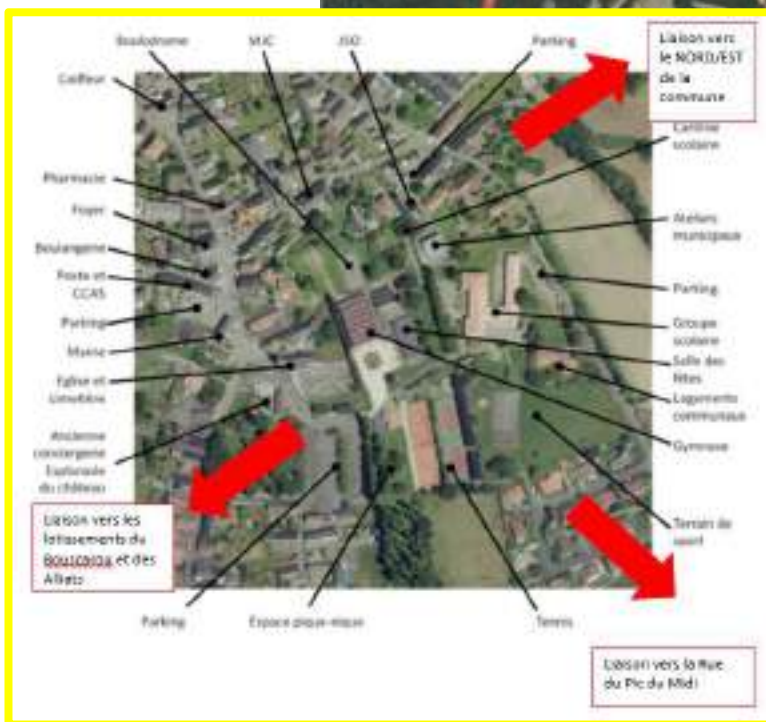 Boulodrome
MJC
Parking
Liaison vers
le NORD/EST
de la
commune
Coiffeur
Cantine
scolaire
Pharmacie
Foyer
Ateliers
municipaux
Boulangerie
Poste et
CCAS
Parking
Parking
Groupe
scolaire
Mairie
Salle des
fêtes
Eglise et
cimetière
Logements
communaux
Ancienne
conciergerie
Esplanade
du château
Gymnase
Liaison vers les
lotissements du
et des
Terrain de
sport
Parking
Espace pique-nique
Tennis
Liaison vers la Rue
du Pic du Midi